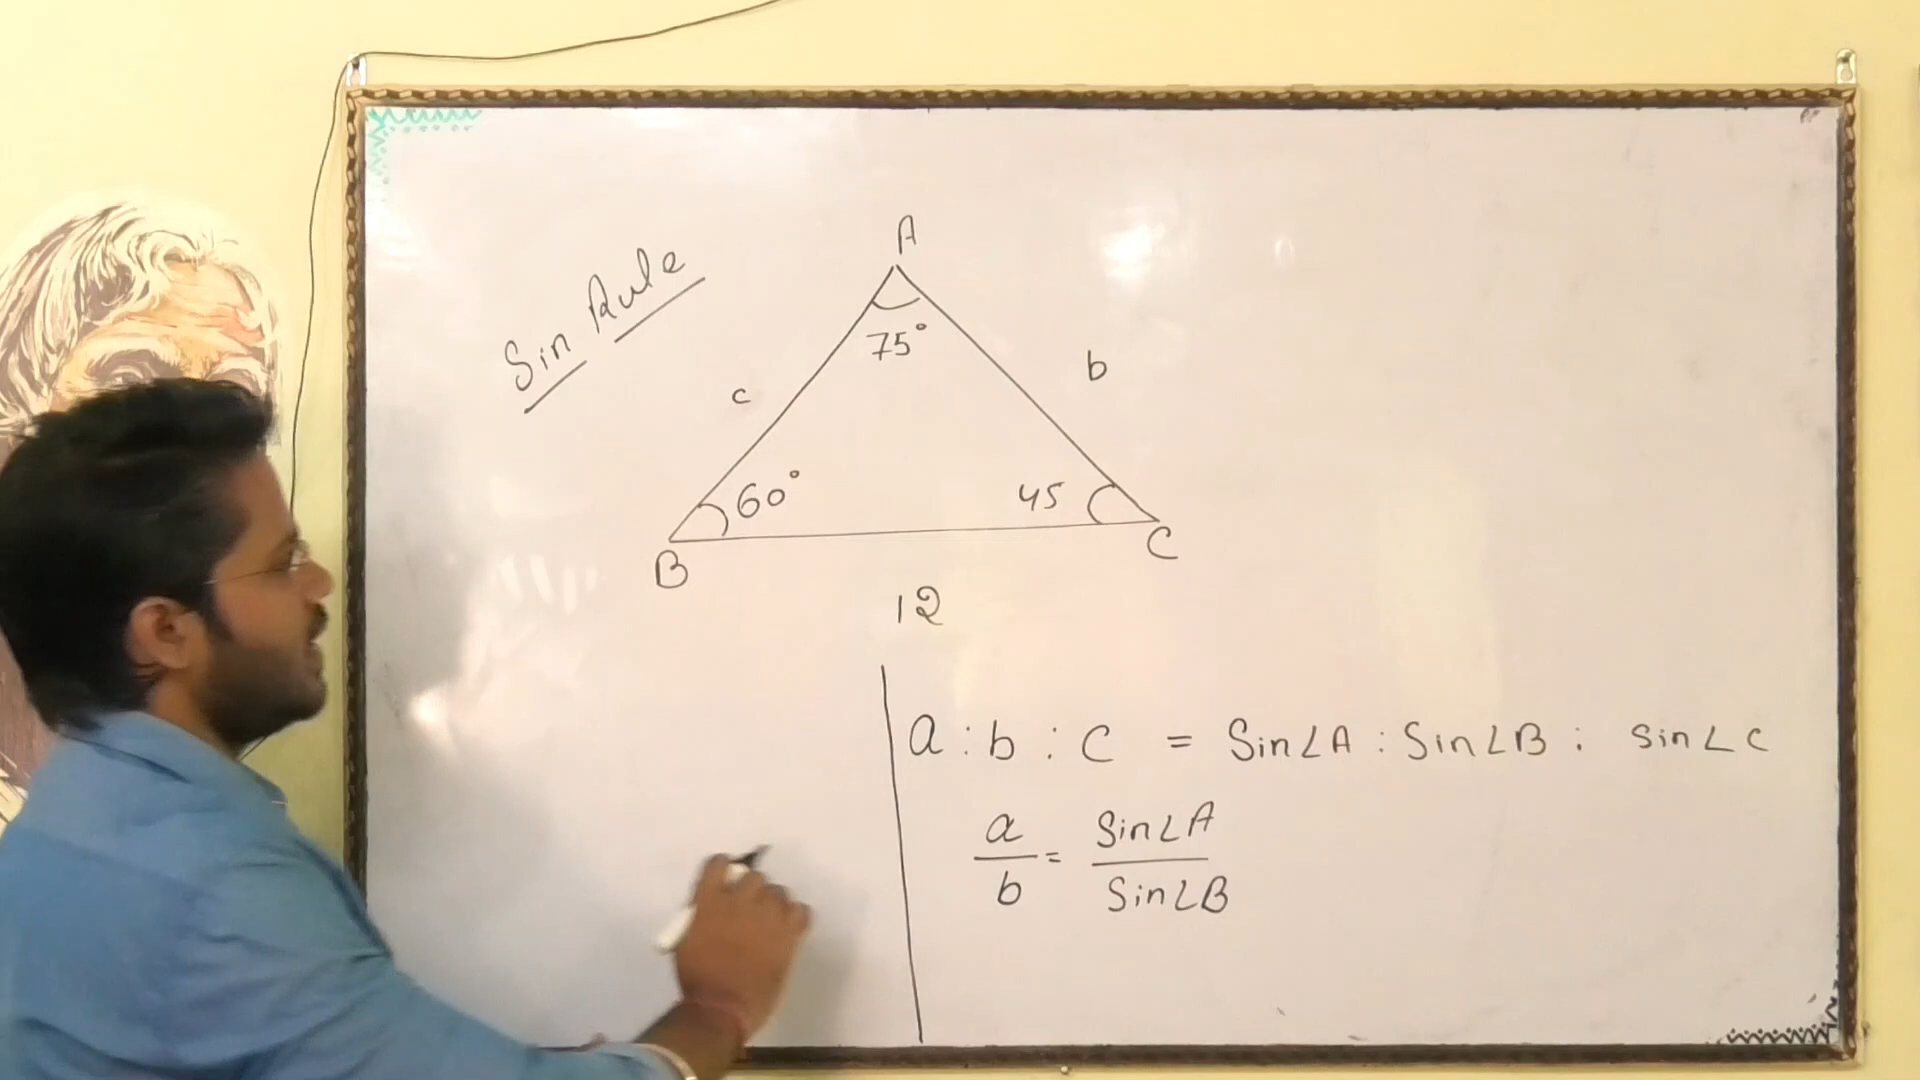 Sin Rule
A
75°
c
b
60°
45
B
C
12
a : b : c = Sin∠A : Sin∠B : sin∠C
a/b = Sin∠A/Sin∠B